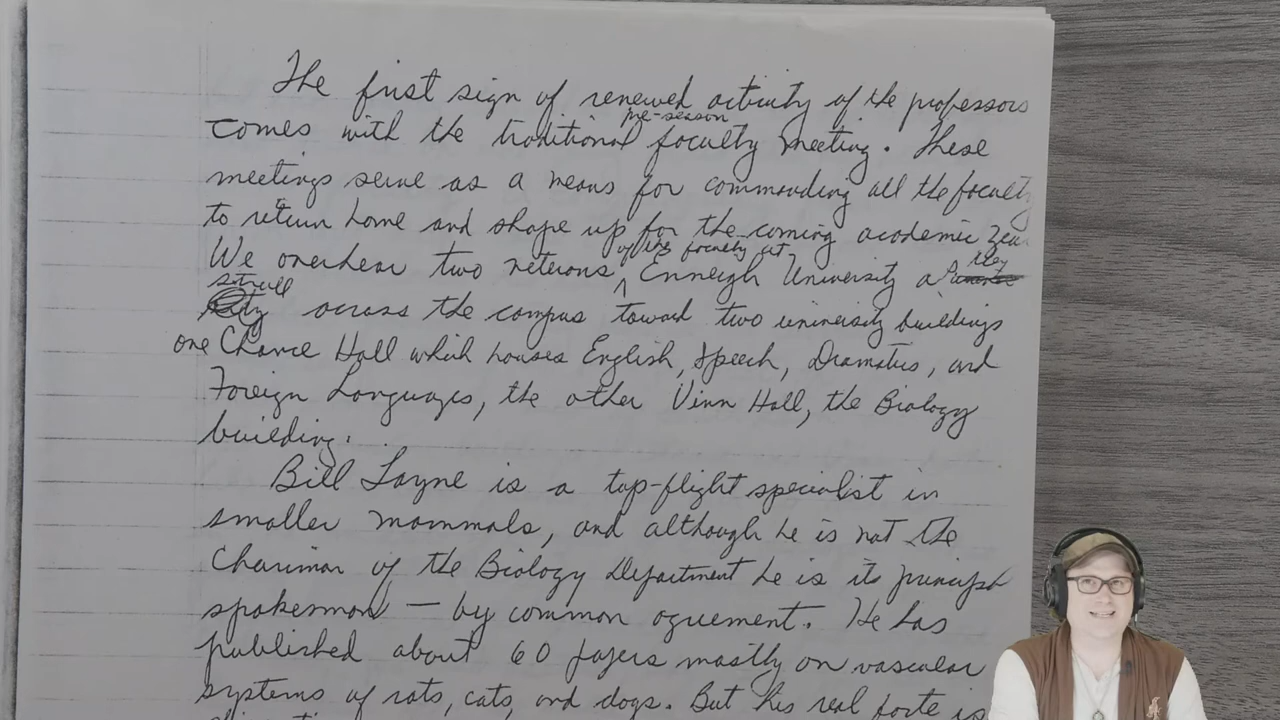 The first sign of renewed activity of the professors
pre-season
comes with the traditional faculty meeting. These
meetings serve as a means for commanding all the faculty
to return home and shape up for the coming academic year
of the faculty at they
We overhear two veterans Enneigh University as
stroll
across the campus toward two university buildings
one Chance Hall which houses English, Speech, Dramatics, and
Foreign Languages, the other Vinn Hall, the Biology
building.
Bill Layne is a top-flight specialist in
smaller mammals, and although he is not the
Chairman of the Biology Department he is its principal
spokesman — by common agreement. He has
published about 60 papers mostly on vascular
systems of rats, cats, and dogs. But his real forte is